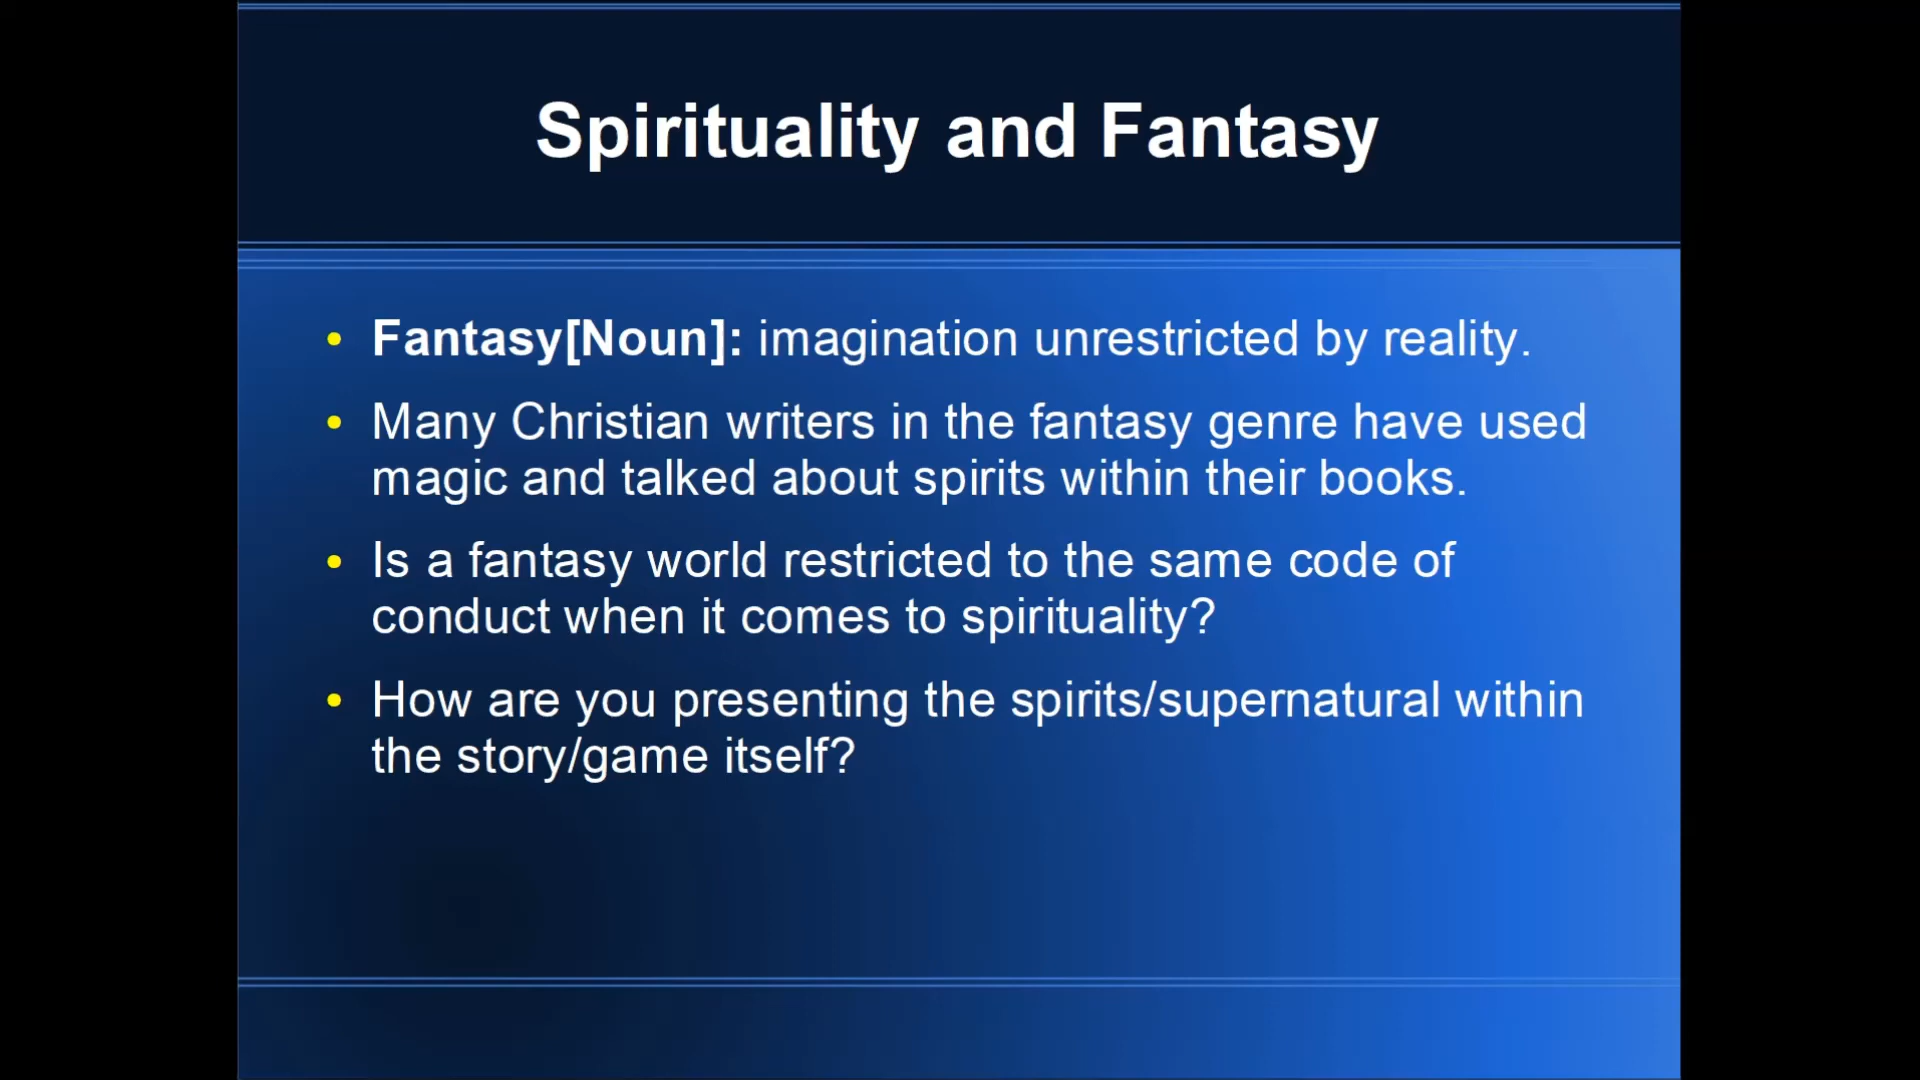 Spirituality and Fantasy
• Fantasy[Noun]: imagination unrestricted by reality.
• Many Christian writers in the fantasy genre have used
magic and talked about spirits within their books.
• Is a fantasy world restricted to the same code of
conduct when it comes to spirituality?
• How are you presenting the spirits/supernatural within
the story/game itself?